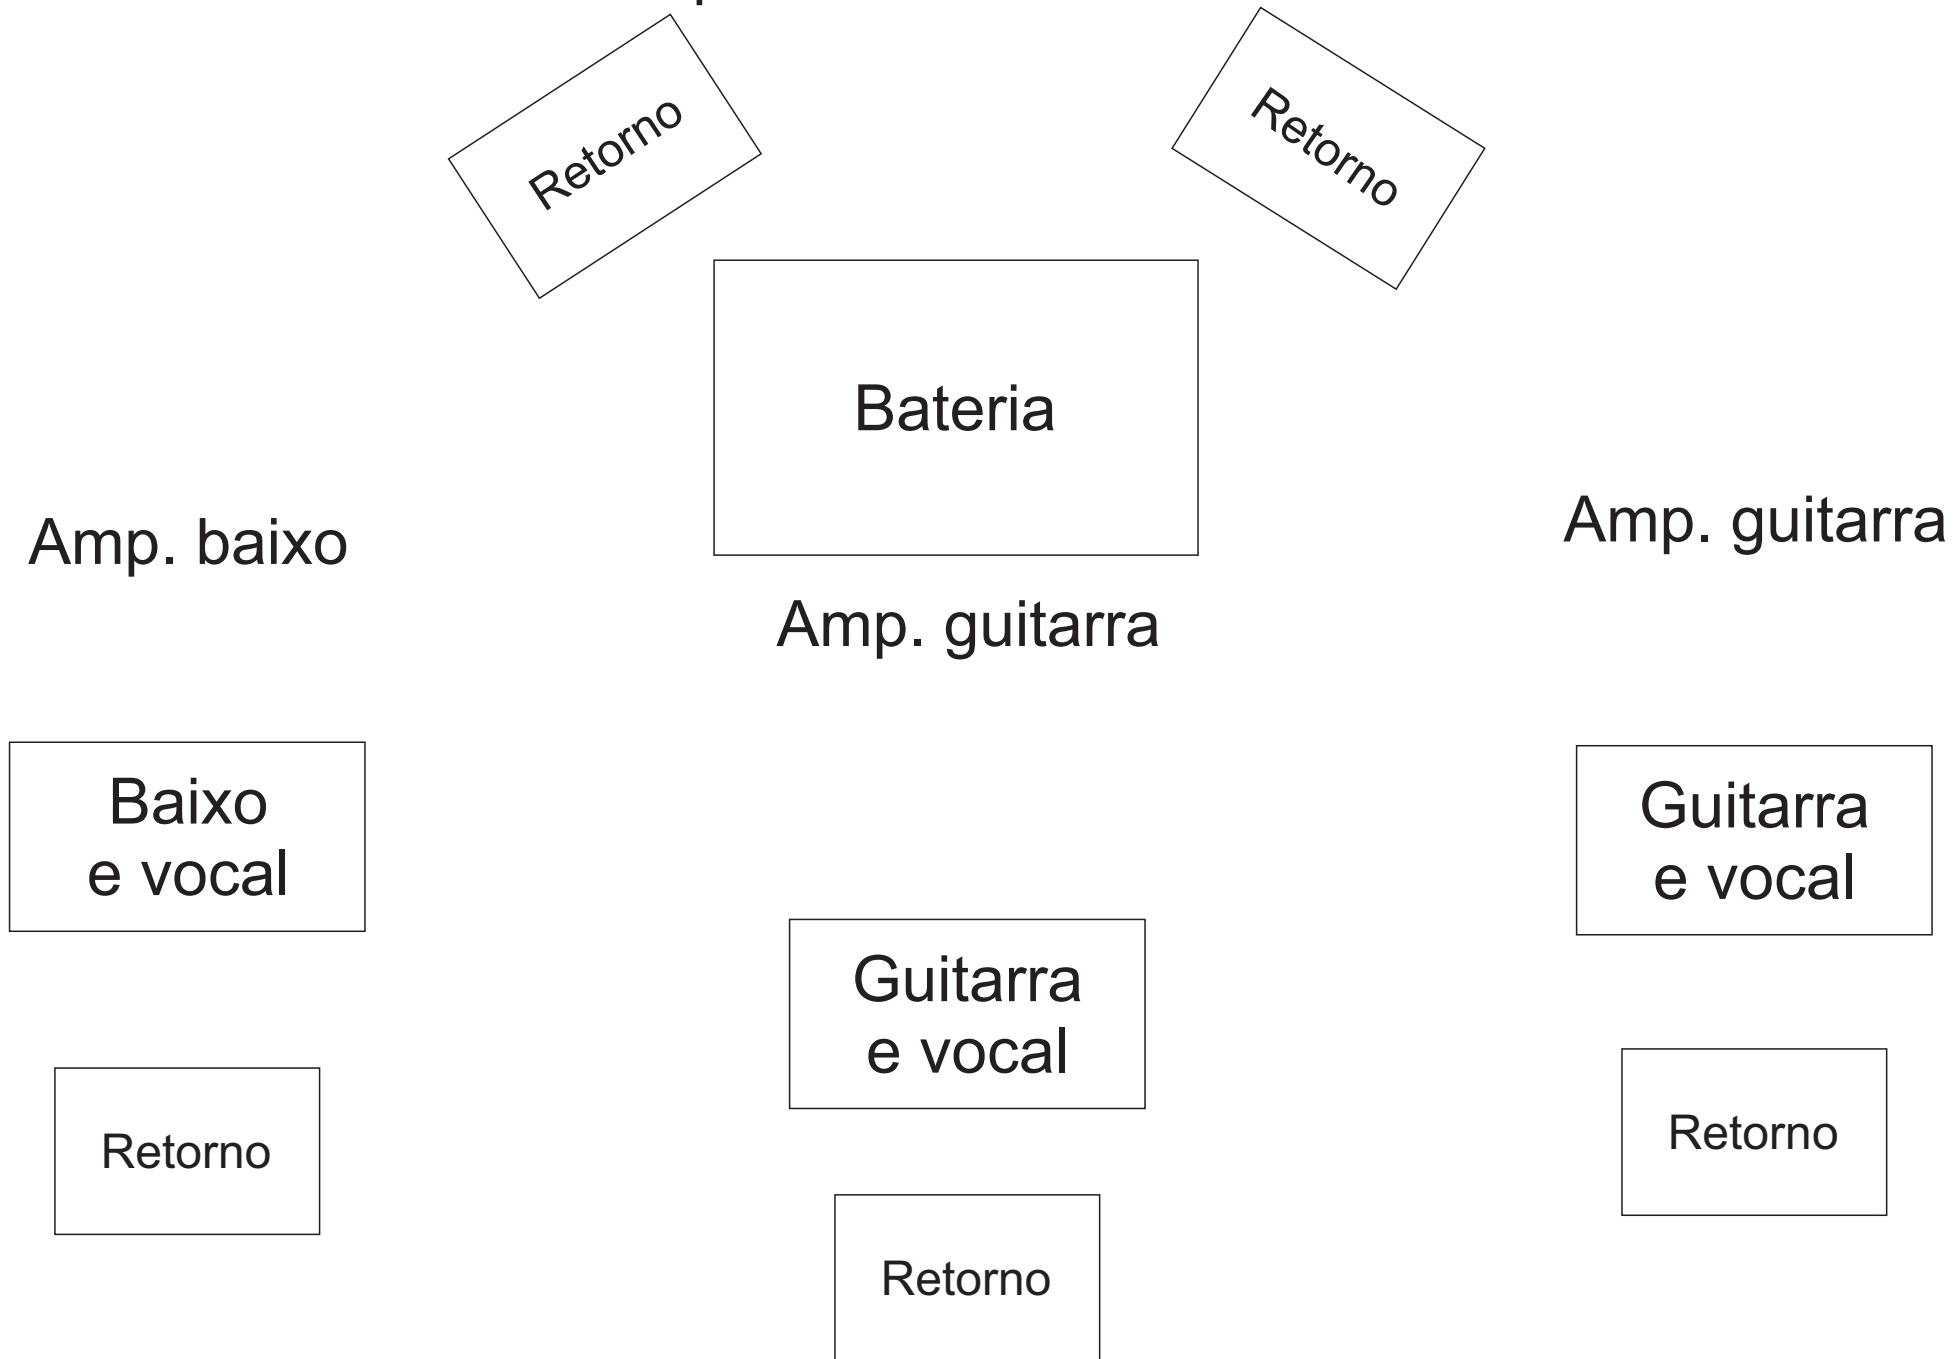 Retorno
Retorno
Bateria
Amp. baixo
Amp. guitarra
Amp. guitarra
Baixo
e vocal
Guitarra
e vocal
Guitarra
e vocal
Retorno
Retorno
Retorno